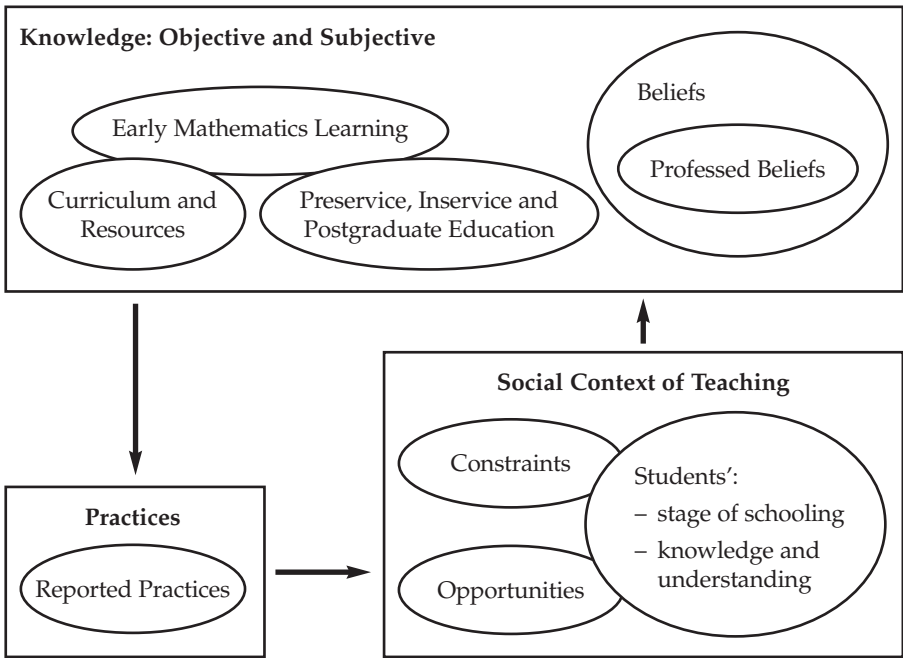 Knowledge: Objective and Subjective
Early Mathematics Learning
Curriculum and
Resources
Preservice, Inservice and
Postgraduate Education
Beliefs
Professed Beliefs
Practices
Reported Practices
Social Context of Teaching
Constraints
Opportunities
Students’:
– stage of schooling
– knowledge and
understanding